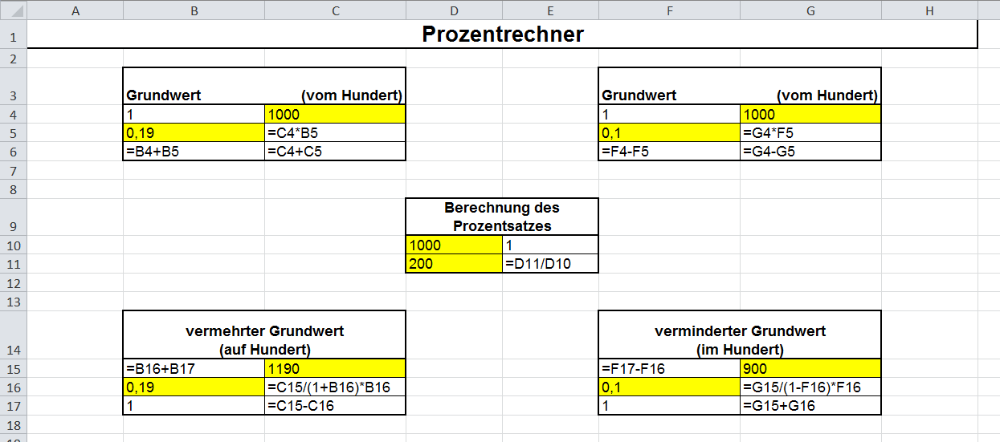 A B C D E F G H
1 Prozentrechner
2
3 Grundwert (vom Hundert) Grundwert (vom Hundert)
4 1 1000 1 1000
5 0,19 =C4*B5 0,1 =G4*F5
6 =B4+B5 =C4+C5 =F4-F5 =G4-G5
7
8
Berechnung des
9 Prozentsatzes
10 1000 1
11 200 =D11/D10
12
13
vermehrter Grundwert verminderter Grundwert
14 (auf Hundert) (im Hundert)
15 =B16+B17 1190 =F17-F16 900
16 0,19 =C15/(1+B16)*B16 0,1 =G15/(1-F16)*F16
17 1 =C15-C16 1 =G15+G16
18